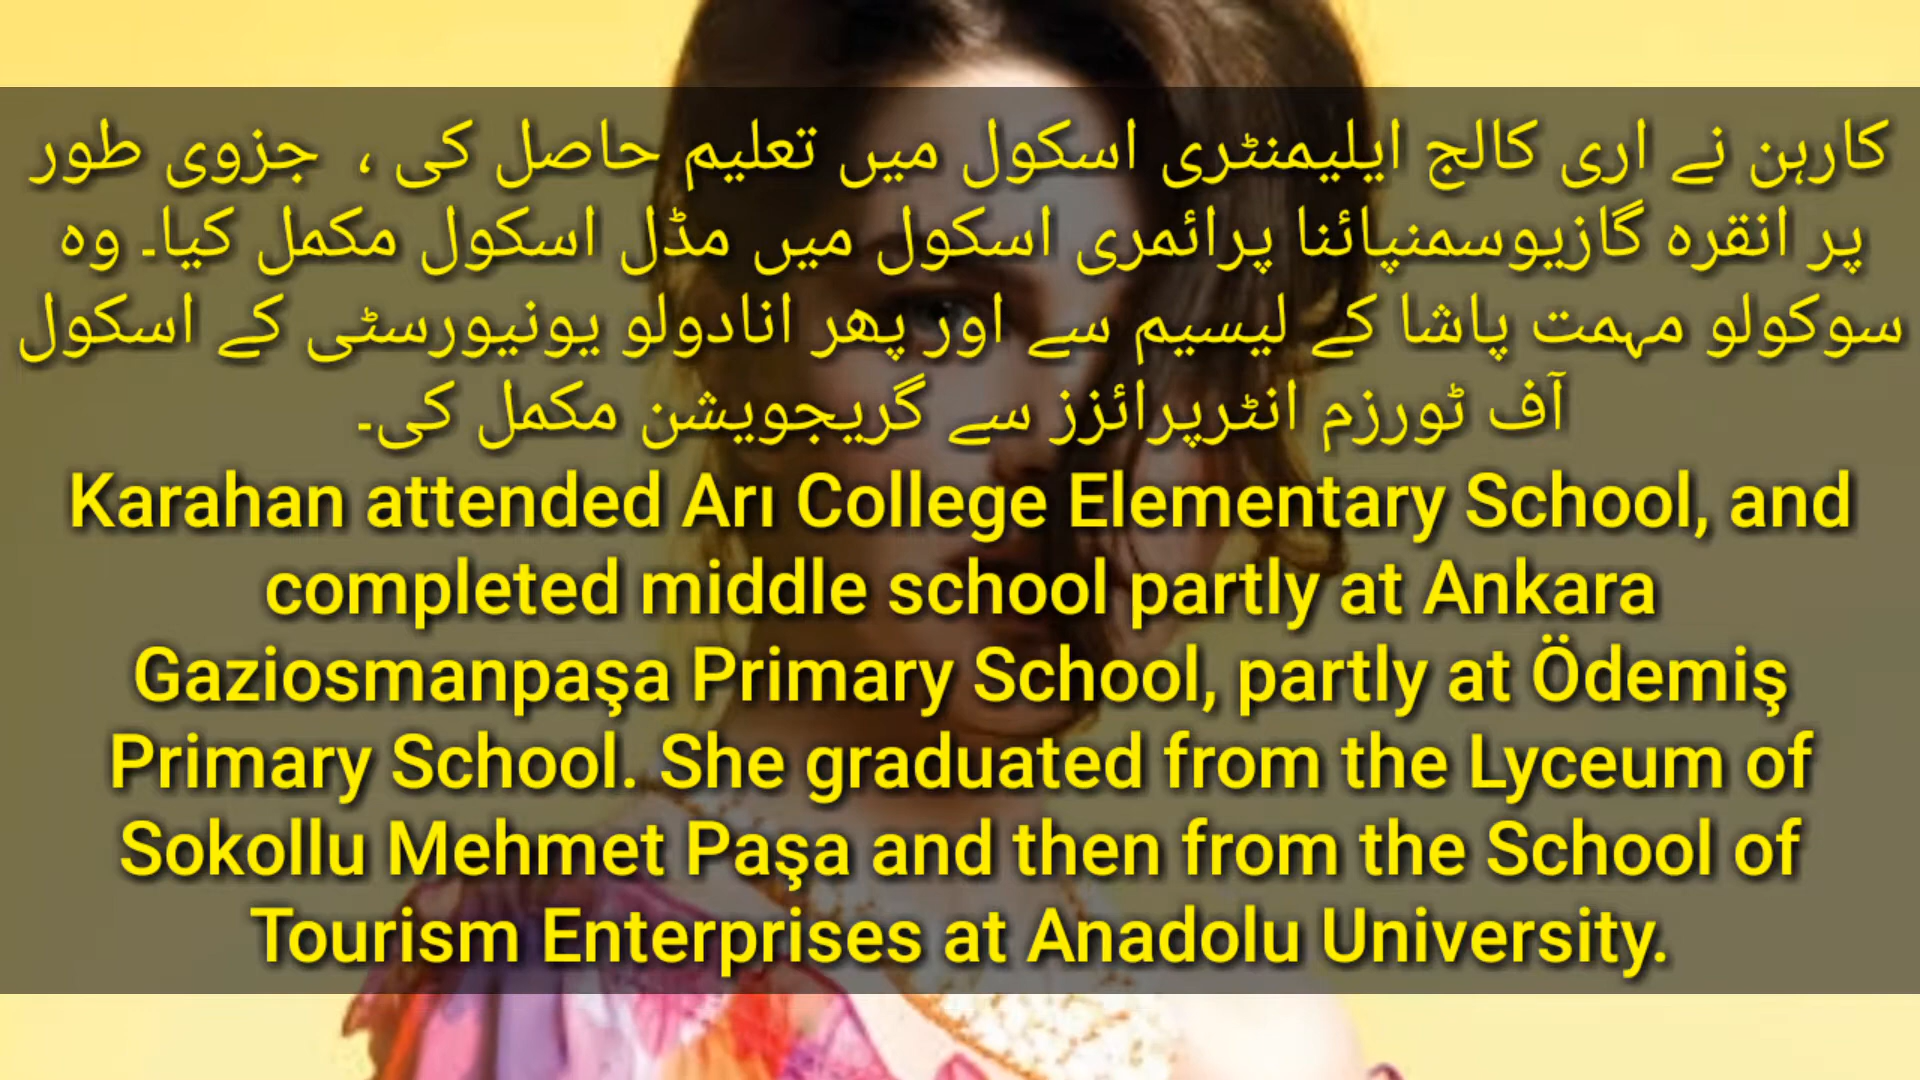 کارہن نے اری کالج ایلیمنٹری اسکول میں تعلیم حاصل کی ، جزوی طور
پر انقرہ گازیوسمنپائنا پرائمری اسکول میں مڈل اسکول مکمل کیا۔ وہ
سوکولو مہمت پاشا کے لیسیم سے اور پھر انادولو یونیورسٹی کے اسکول
آف ٹورزم انٹرپرائزز سے گریجویشن مکمل کی۔
Karahan attended Arı College Elementary School, and
completed middle school partly at Ankara
Gaziosmanpaşa Primary School, partly at Ödemiş
Primary School. She graduated from the Lyceum of
Sokollu Mehmet Paşa and then from the School of
Tourism Enterprises at Anadolu University.